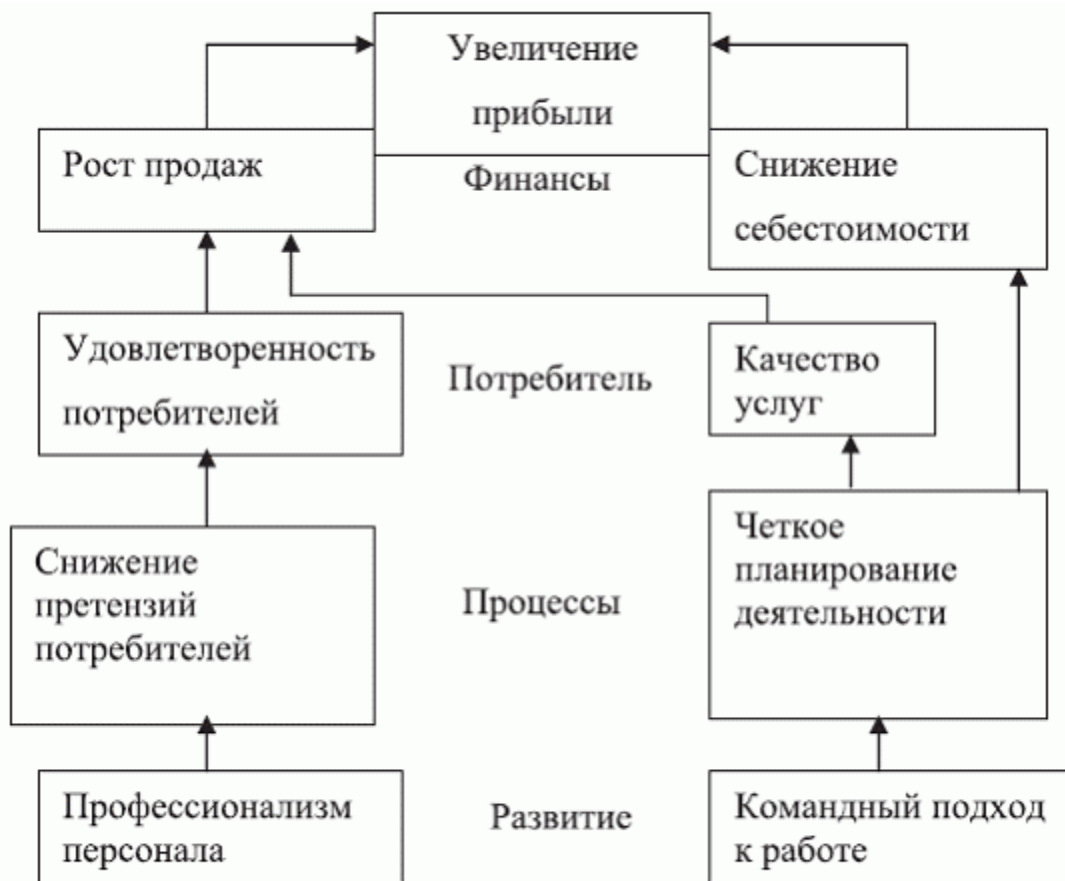 Увеличение
прибыли
Рост продаж
Финансы
Снижение
себестоимости
Удовлетворенность
потребителей
Потребитель
Качество
услуг
Снижение
претензий
потребителей
Процессы
Четкое
планирование
деятельности
Профессионализм
персонала
Развитие
Командный подход
к работе